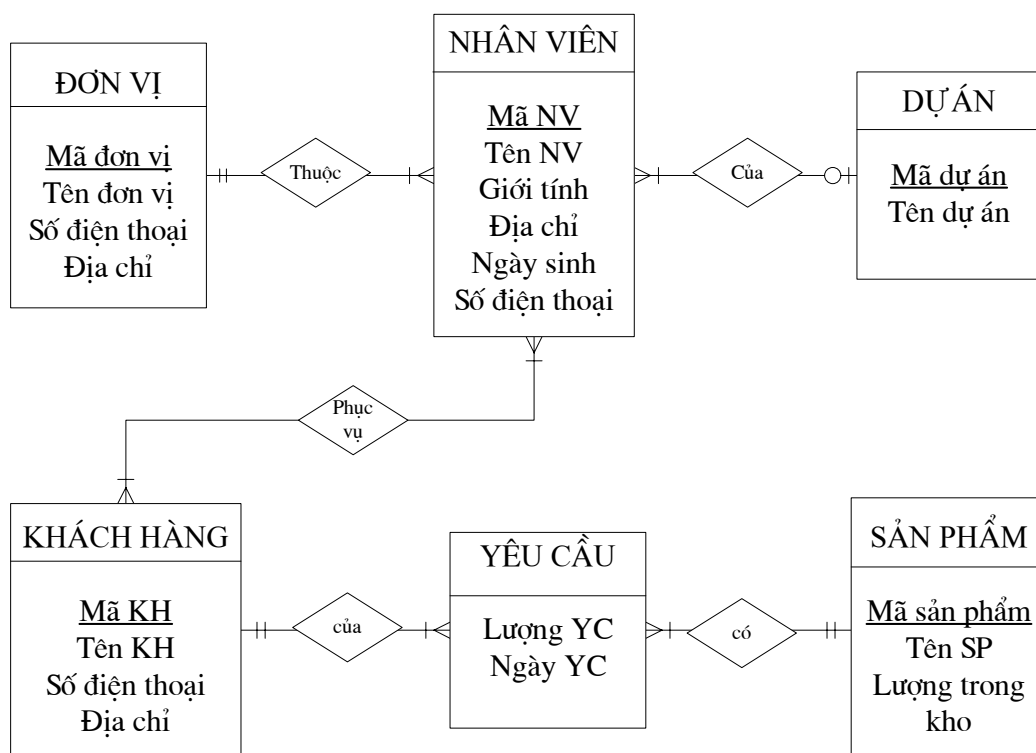 ĐƠN VỊ
Mã đơn vị
Tên đơn vị
Số điện thoại
Địa chỉ
Thuộc
NHÂN VIÊN
Mã NV
Tên NV
Giới tính
Địa chỉ
Ngày sinh
Số điện thoại
Của
DỰ ÁN
Mã dự án
Tên dự án
Phục
vụ
KHÁCH HÀNG
Mã KH
Tên KH
Số điện thoại
Địa chỉ
của
YÊU CẦU
Lượng YC
Ngày YC
có
SẢN PHẨM
Mã sản phẩm
Tên SP
Lượng trong
kho